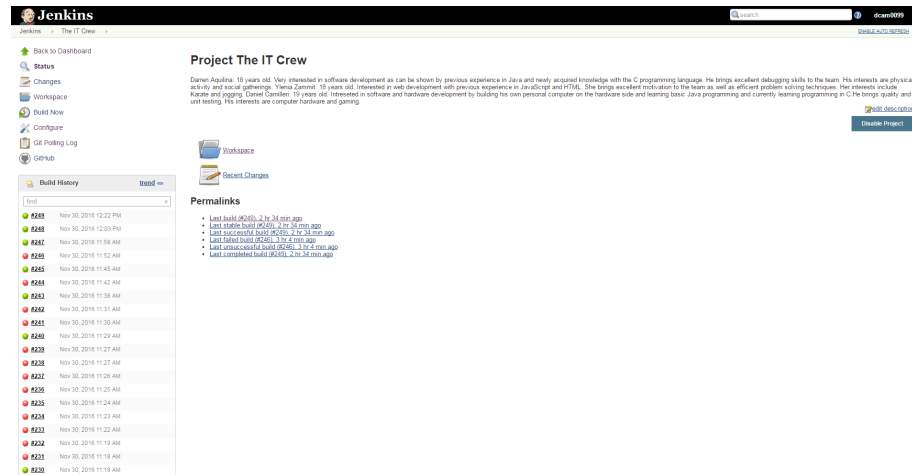 Jenkins
search
dcam0099
Jenkins
The IT Crew
ENABLE AUTO REFRESH
Back to Dashboard
Status
Changes
Workspace
Build Now
Configure
Git Polling Log
GitHub
Build History
trend
find
x
#249 Nov 30, 2016 12:22 PM
#248 Nov 30, 2016 12:03 PM
#247 Nov 30, 2016 11:58 AM
#246 Nov 30, 2016 11:52 AM
#245 Nov 30, 2016 11:45 AM
#244 Nov 30, 2016 11:42 AM
#243 Nov 30, 2016 11:38 AM
#242 Nov 30, 2016 11:31 AM
#241 Nov 30, 2016 11:30 AM
#240 Nov 30, 2016 11:29 AM
#239 Nov 30, 2016 11:27 AM
#238 Nov 30, 2016 11:27 AM
#237 Nov 30, 2016 11:26 AM
#236 Nov 30, 2016 11:25 AM
#235 Nov 30, 2016 11:24 AM
#234 Nov 30, 2016 11:23 AM
#233 Nov 30, 2016 11:22 AM
#232 Nov 30, 2016 11:19 AM
#231 Nov 30, 2016 11:18 AM
#230 Nov 30, 2016 11:16 AM
Project The IT Crew
Darren Aquilina: 18 years old. Very interested in software development as can be shown by previous experience in Java and newly acquired knowledge with the C programming language. He brings excellent debugging skills to the team. His interests are physica
activity and social gatherings. Ylenia Zammit: 18 years old. Interested in web development with previous experience in JavaScript and HTML. She brings excellent motivation to the team as well as efficient problem solving techniques. Her interests include
Karate and jogging. Daniel Camilleri: 19 years old. Intreseted in software and hardware development by building his own personal computer on the hardware side and learning basic Java programming and currently learning programming in C.He brings quality and
unit testing. His interests are computer hardware and gaming.
edit description
Disable Project
Workspace
Recent Changes
Permalinks
Last build (#249), 2 hr 34 min ago
Last stable build (#249), 2 hr 34 min ago
Last successful build (#249), 2 hr 34 min ago
Last failed build (#246), 3 hr 4 min ago
Last unsuccessful build (#246), 3 hr 4 min ago
Last completed build (#249), 2 hr 34 min ago